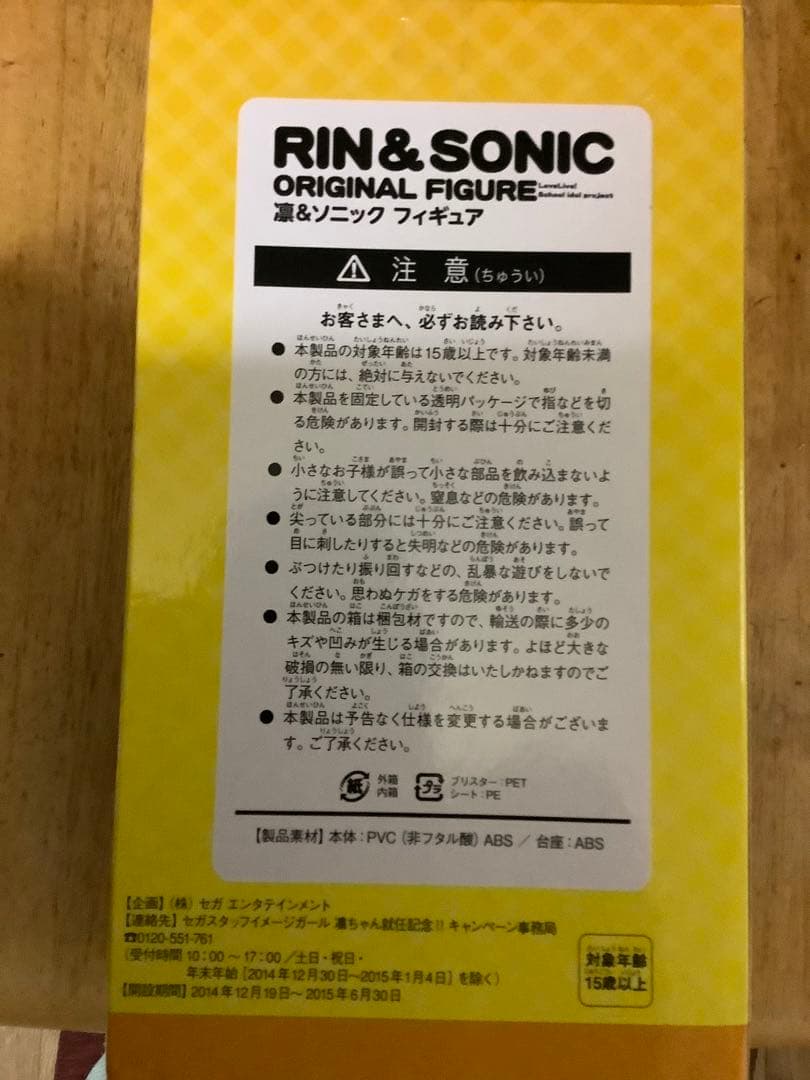 RIN & SONIC
ORIGINAL FIGURE LoveLive! School idol project
凛&ソニック フィギュア
⚠ 注 意 (ちゅうい)
お客さまへ、必ずお読み下さい。
● 本製品の対象年齢は15歳以上です。対象年齢未満
の方には、絶対に与えないでください。
● 本製品を固定している透明パッケージで指などを切
る危険があります。開封する際は十分にご注意くだ
さい。
● 小さなお子様が誤って小さな部品を飲み込まないよ
うに注意してください。窒息などの危険があります。
● 尖っている部分には十分にご注意ください。誤って
目に刺したりすると失明などの危険があります。
● ぶつけたり振り回すなどの、乱暴な遊びをしないで
ください。思わぬケガをする危険があります。
● 本製品の箱は梱包材ですので、輸送の際に多少の
キズや凹みが生じる場合があります。よほど大きな
破損の無い限り、箱の交換はいたしかねますのでご
了承ください。
● 本製品は予告なく仕様を変更する場合がございま
す。ご了承ください。
紙 外箱 内箱 プラ ブリスター:PET シート:PE
【製品素材】本体:PVC (非フタル酸) ABS / 台座:ABS
【企画】(株) セガ エンタテインメント
【連絡先】セガスタッフイメージガール 凛ちゃん就任記念!! キャンペーン事務局
☎0120-551-761
(受付時間 10:00〜17:00/土日・祝日・
年末年始 [2014年12月30日〜2015年1月4日] を除く)
【開設期間】2014年12月19日〜2015年6月30日
対象年齢
15歳以上